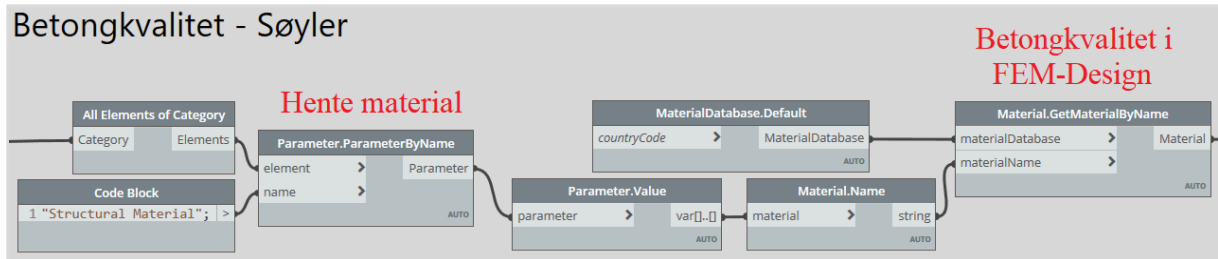 Betongkvalitet - Søyler
Betongkvalitet i
FEM-Design
Hente material
All Elements of Category
Category > Elements
Code Block
1 "Structural Material"; >
Parameter.ParameterByName
element > Parameter
name >
AUTO
MaterialDatabase.Default
countryCode > MaterialDatabase
AUTO
Parameter.Value
parameter > var[]..[]
AUTO
Material.Name
material > string
AUTO
Material.GetMaterialByName
materialDatabase > Material
materialName >
AUTO